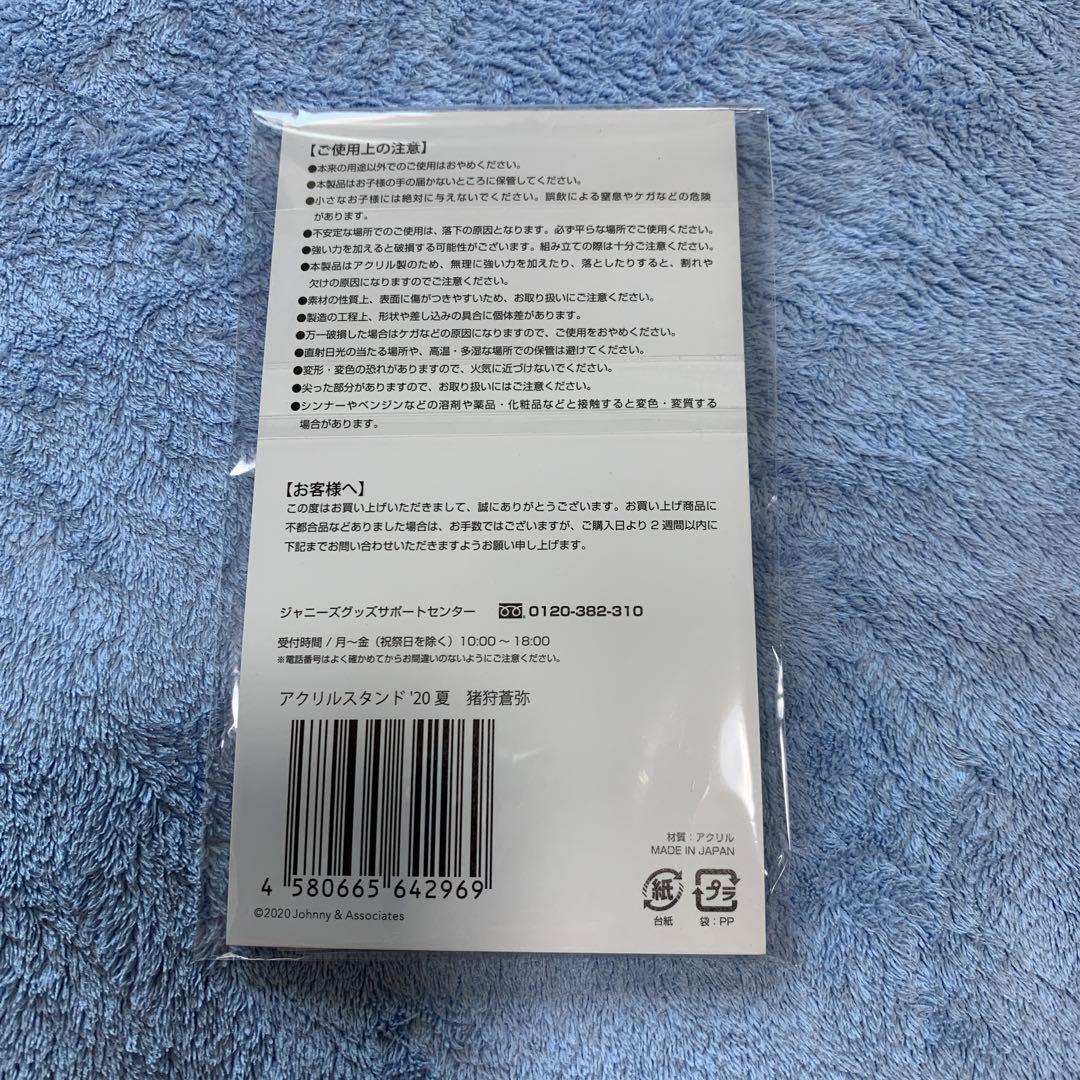 【ご使用上の注意】
●本来の用途以外でのご使用はおやめください。
●本製品はお子様の手の届かないところに保管してください。
●小さなお子様には絶対に与えないでください。誤飲による窒息やケガなどの危険
があります。
●不安定な場所でのご使用は、落下の原因となります。必ず平らな場所でご使用ください。
●強い力を加えると破損する可能性がございます。組み立ての際は十分ご注意ください。
●本製品はアクリル製のため、無理に強い力を加えたり、落としたりすると、割れや
欠けの原因になりますのでご注意ください。
●素材の性質上、表面に傷がつきやすいため、お取り扱いにご注意ください。
●製造の工程上、形状や差し込みの具合に個体差があります。
●万一破損した場合はケガなどの原因になりますので、ご使用をおやめください。
●直射日光の当たる場所や、高温・多湿な場所での保管は避けてください。
●変形・変色の恐れがありますので、火気に近づけないでください。
●尖った部分がありますので、お取り扱いにはご注意ください。
●シンナーやベンジンなどの溶剤や薬品・化粧品などと接触すると変色・変質する
場合があります。
【お客様へ】
この度はお買い上げいただきまして、誠にありがとうございます。お買い上げ商品に
不都合品などありました場合は、お手数ではございますが、ご購入日より2週間以内に
下記までお問い合わせいただきますようお願い申し上げます。
ジャニーズグッズサポートセンター 0120-382-310
受付時間 / 月〜金（祝祭日を除く）10:00〜18:00
※電話番号はよく確かめてからお間違いのないようにご注意ください。
アクリルスタンド '20 夏 猪狩蒼弥
4 580665 642969
©2020 Johnny & Associates
材質：アクリル
MADE IN JAPAN
紙 プラ
台紙 袋：PP